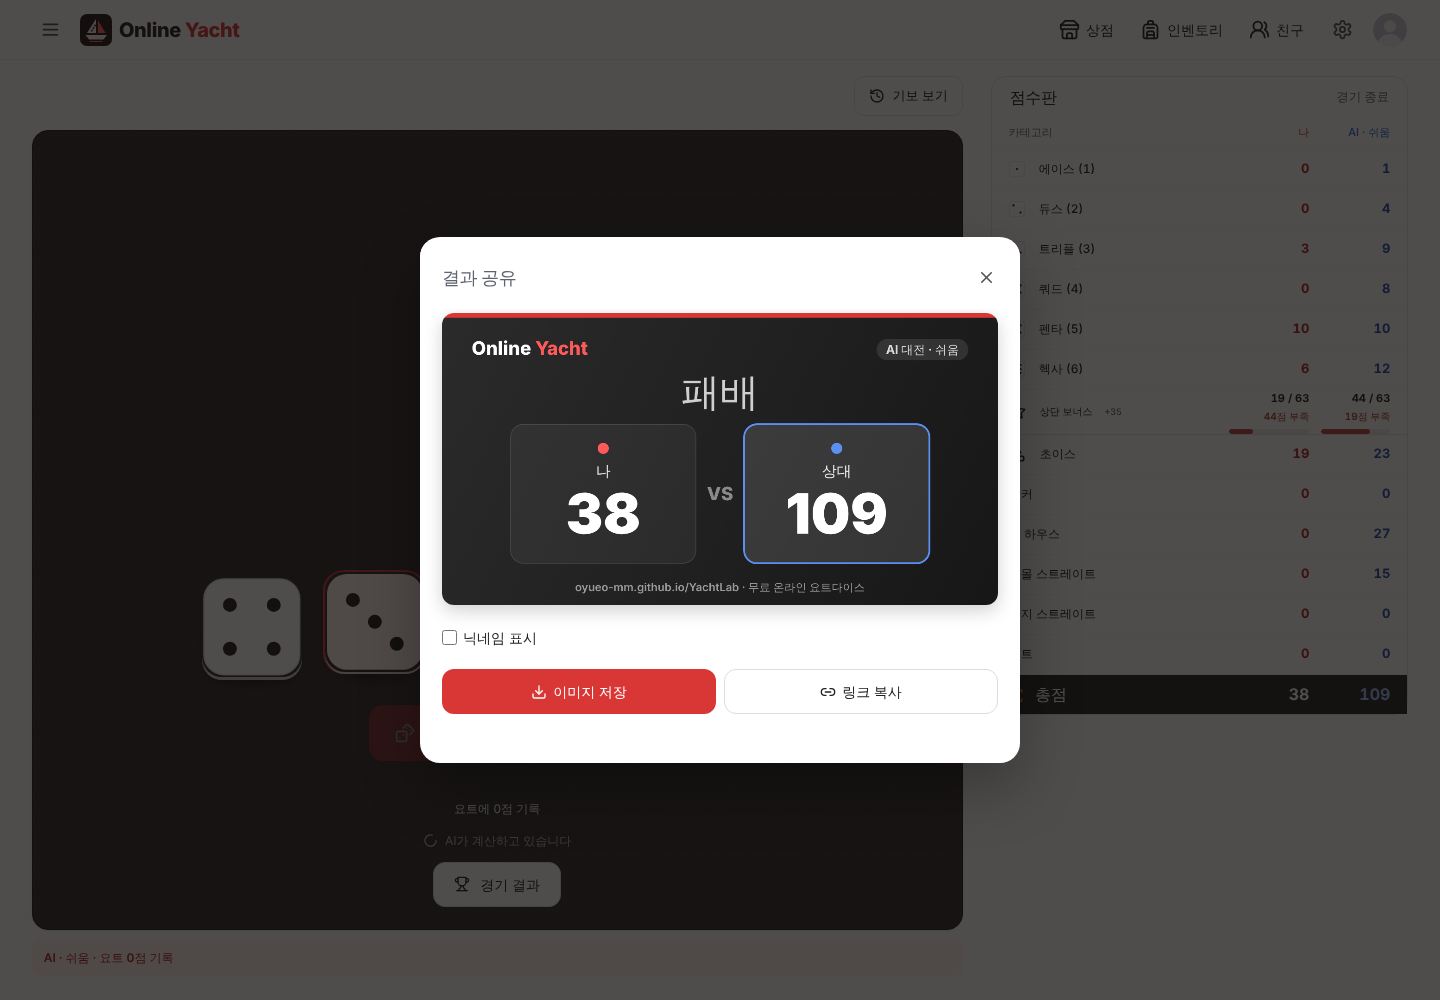 Online Yacht
상점
인벤토리
친구
기보 보기
점수판
경기 종료
카테고리
나
AI · 쉬움
에이스 (1)
0
1
듀스 (2)
0
4
트리플 (3)
3
9
쿼드 (4)
0
8
펜타 (5)
10
10
헥사 (6)
6
12
상단 보너스
+35
19 / 63
44 / 63
44점 부족
19점 부족
초이스
19
23
커
0
0
하우스
0
27
몰 스트레이트
0
15
지 스트레이트
0
0
트
0
0
총점
38
109
결과 공유
Online Yacht
AI 대전 · 쉬움
패배
나
38
VS
상대
109
oyueo-mm.github.io/YachtLab · 무료 온라인 요트다이스
닉네임 표시
이미지 저장
링크 복사
요트에 0점 기록
AI가 계산하고 있습니다
경기 결과
AI · 쉬움 · 요트 0점 기록